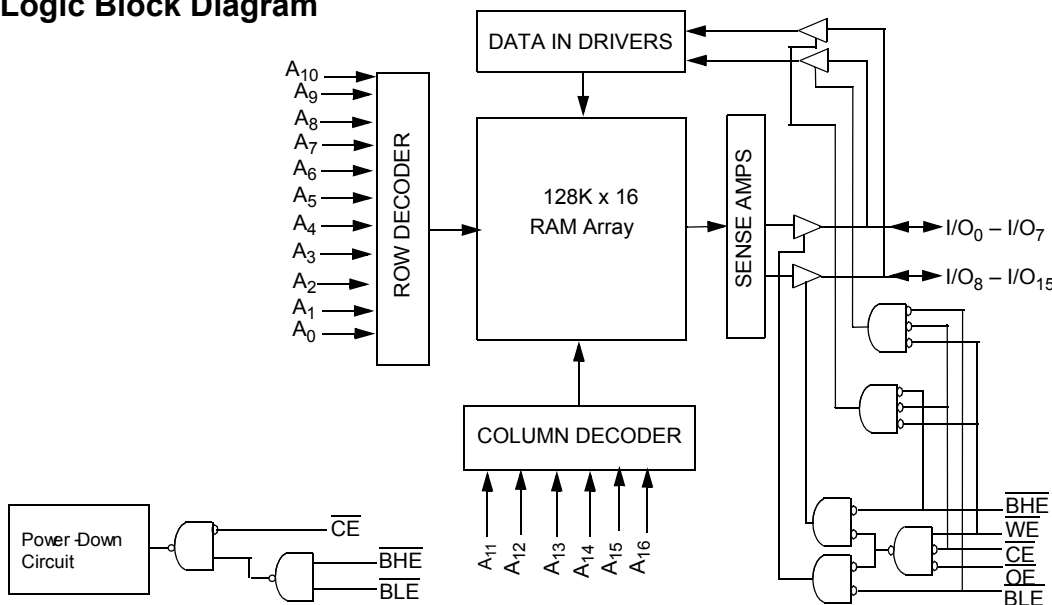 Logic Block Diagram
DATA IN DRIVERS
A10
A9
A8
A7
A6
A5
A4
A3
A2
A1
A0
ROW DECODER
128K x 16
RAM Array
SENSE AMPS
I/O0 – I/O7
I/O8 – I/O15
COLUMN DECODER
A11
A12
A13
A14
A15
A16
Power-Down
Circuit
CE
BHE
BLE
BHE
WE
CE
OE
BLE